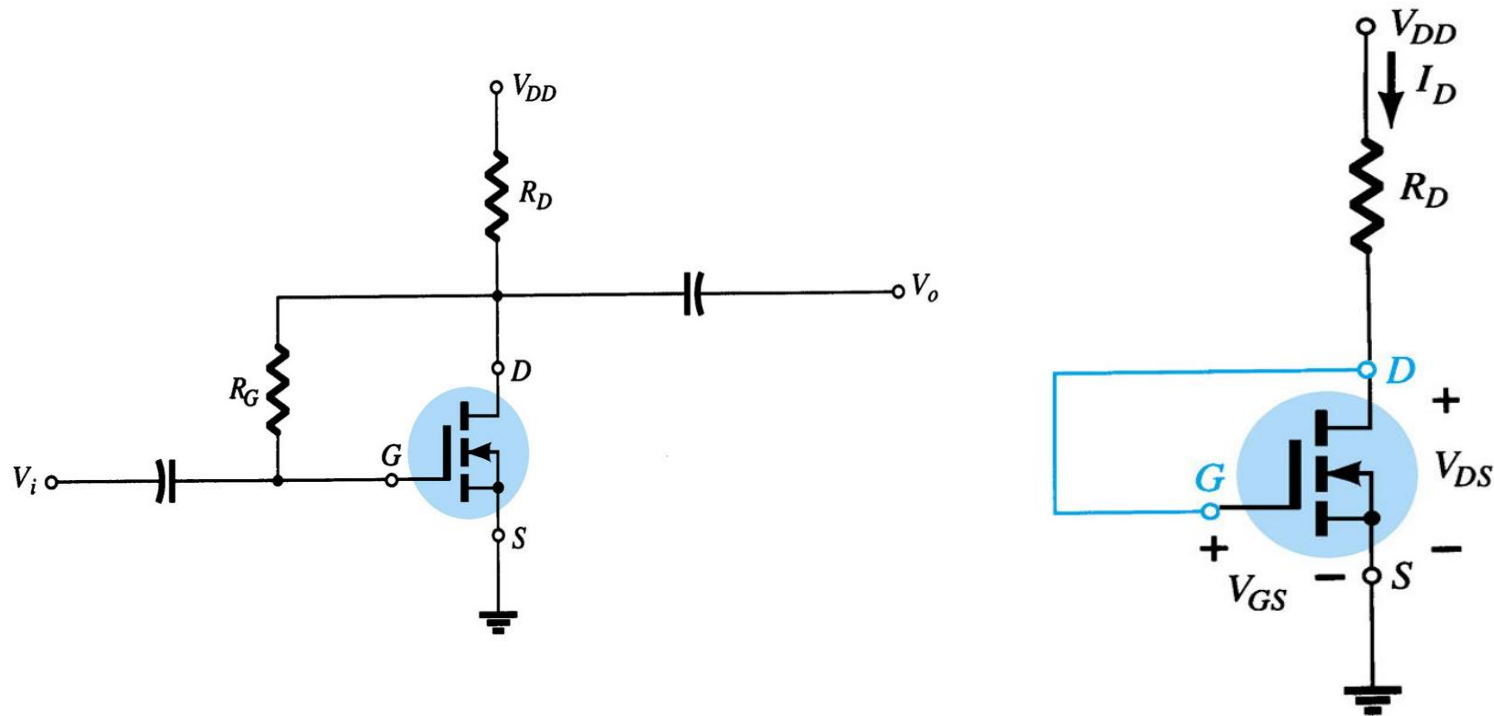 V_DD
R_D
V_o
D
R_G
G
V_i
S
V_DD
I_D
R_D
D
+
V_DS
G
+
−
−
S
V_GS